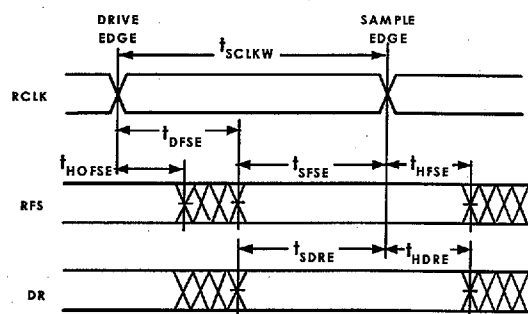 DRIVE EDGE
SAMPLE EDGE
tSCLKW
RCLK
tDFSE
tHOFSE
tSFSE
tHFSE
RFS
tSDRE
tHDRE
DR